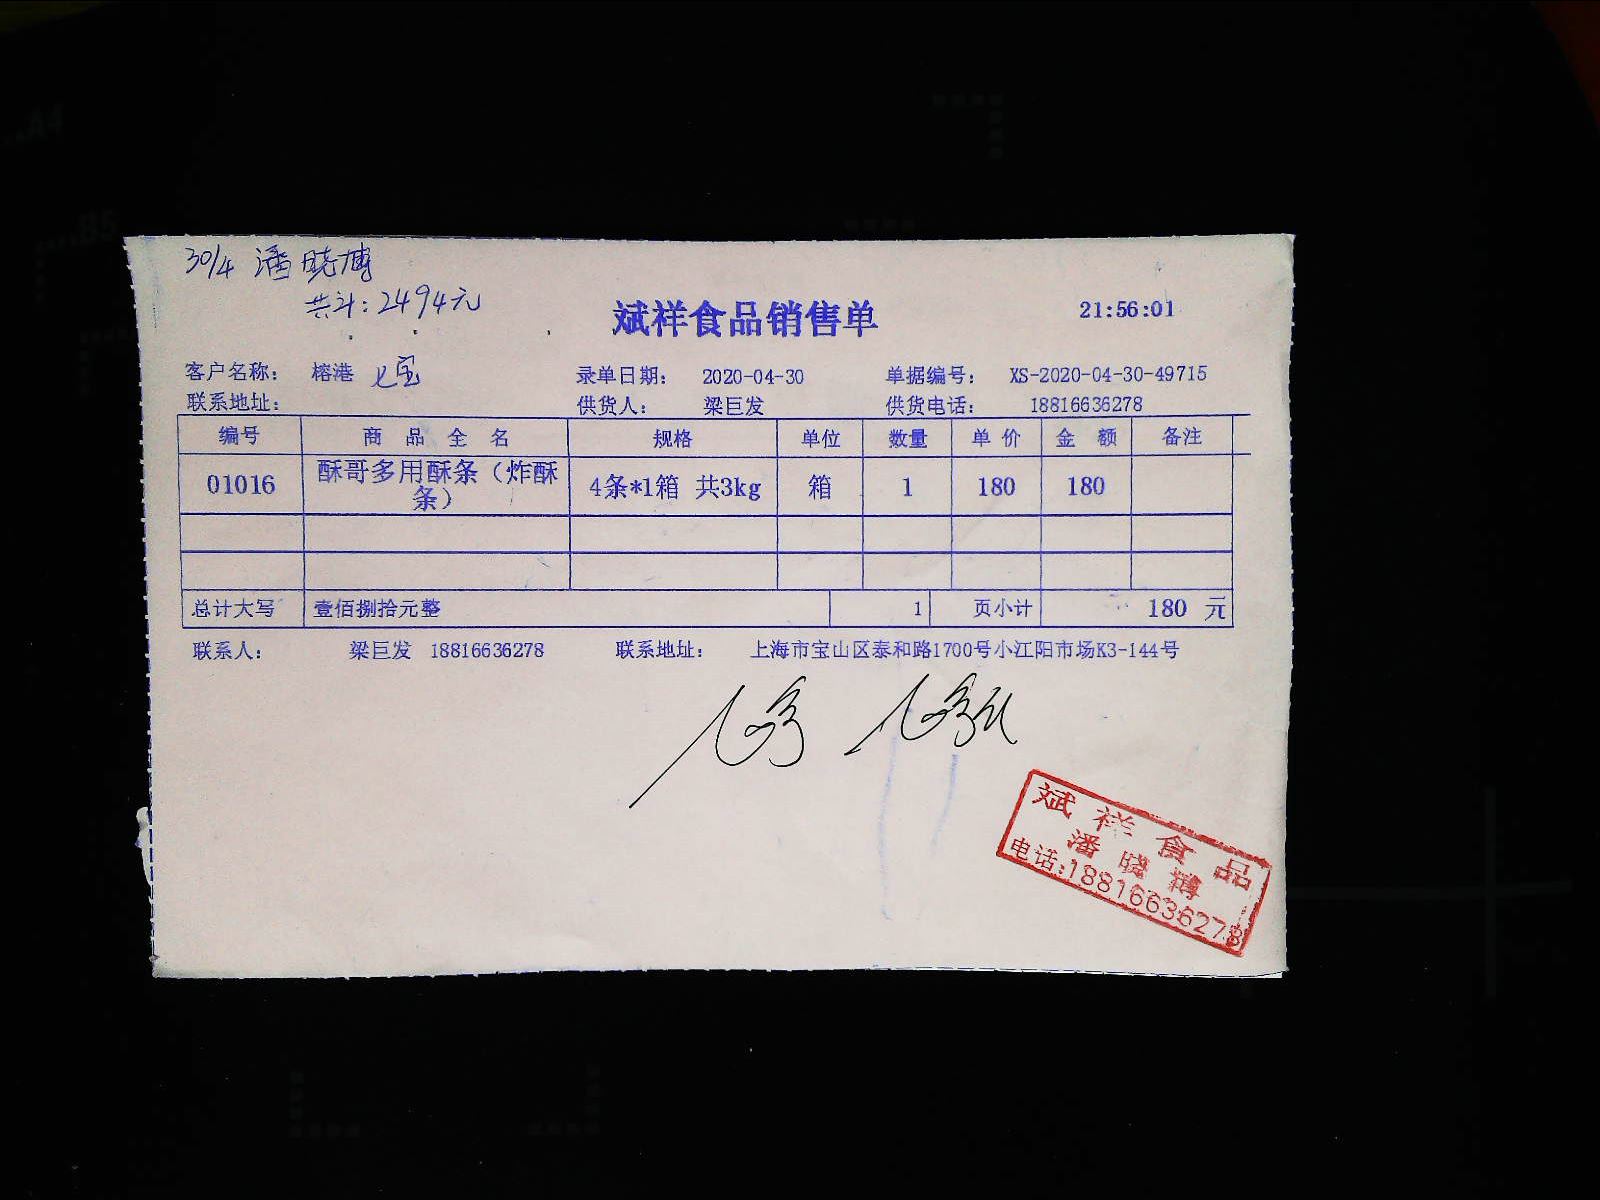 30/4 潘晓博
共计:2494元
斌祥食品销售单 21:56:01
客户名称: 榕港 七宝 录单日期: 2020-04-30 单据编号: XS-2020-04-30-49715
联系地址: 供货人: 梁巨发 供货电话: 18816636278
编号 商品全名 规格 单位 数量 单价 金额 备注
01016 酥哥多用酥条（炸酥 4条*1箱 共3kg 箱 1 180 180
条）
总计大写 壹佰捌拾元整 1 页小计 180 元
联系人: 梁巨发 18816636278 联系地址: 上海市宝山区泰和路1700号小江阳市场K3-144号
斌祥食品
潘晓博
电话:18816636278